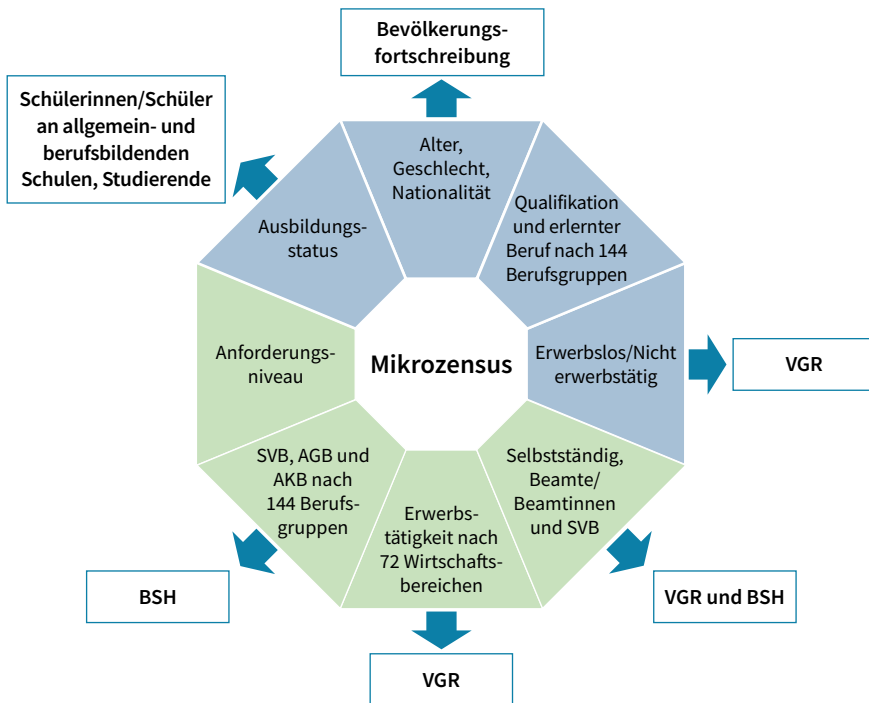 Bevölkerungs-
fortschreibung
Schülerinnen/Schüler
an allgemein- und
berufsbildenden
Schulen, Studierende
Alter,
Geschlecht,
Nationalität
Qualifikation
und erlernter
Beruf nach 144
Berufsgruppen
Ausbildungs-
status
Anforderungs-
niveau
Mikrozensus
Erwerbslos/Nicht
erwerbstätig
VGR
SVB, AGB und
AKB nach
144 Berufs-
gruppen
Erwerbs-
tätigkeit nach
72 Wirtschafts-
bereichen
Selbstständig,
Beamte/
Beamtinnen
und SVB
BSH
VGR und BSH
VGR